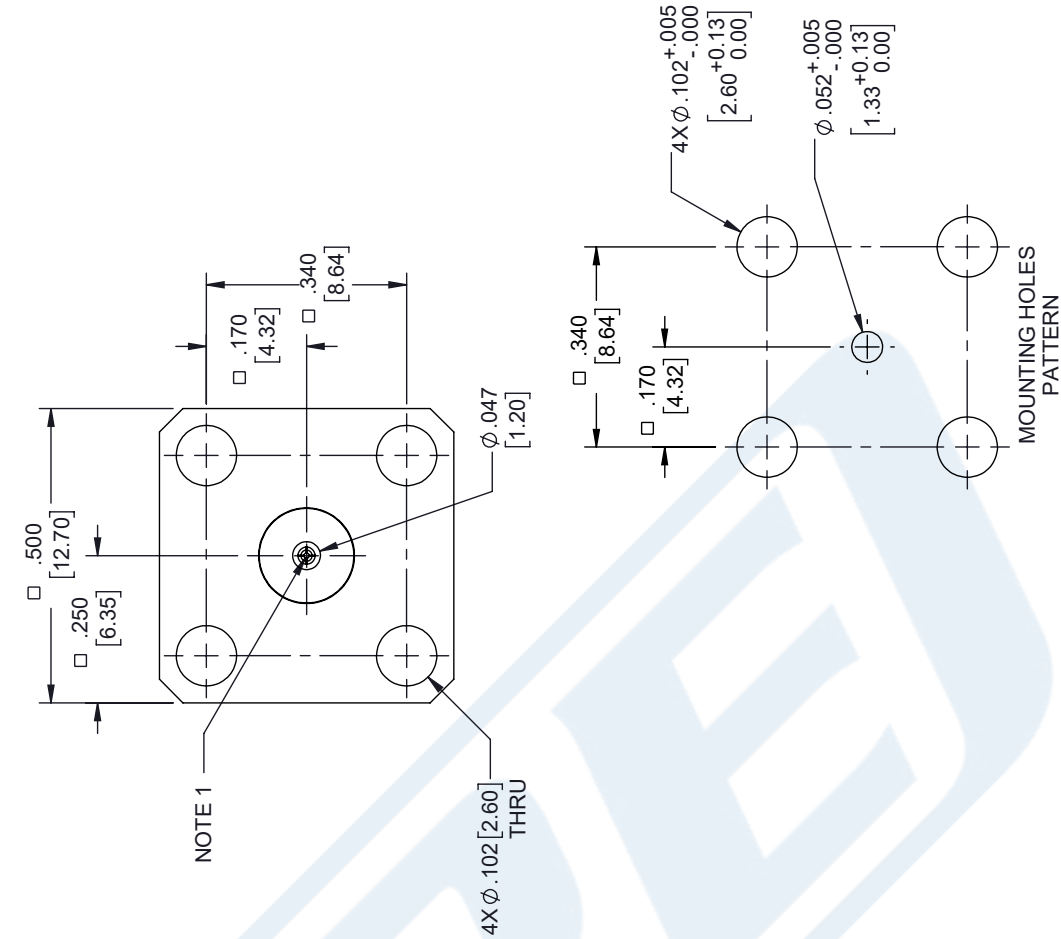 □ .500
[12.70]
□ .250
[6.35]
□ .170
[4.32]
□ .340
[8.64]
⌀.047
[1.20]
NOTE 1
4X⌀.102[2.60]
THRU
4X⌀.102+.005 -.000
[2.60+0.13 0.00]
⌀.052+.005 -.000
[1.33+0.13 0.00]
□ .340
[8.64]
□ .170
[4.32]
MOUNTING HOLES
PATTERN